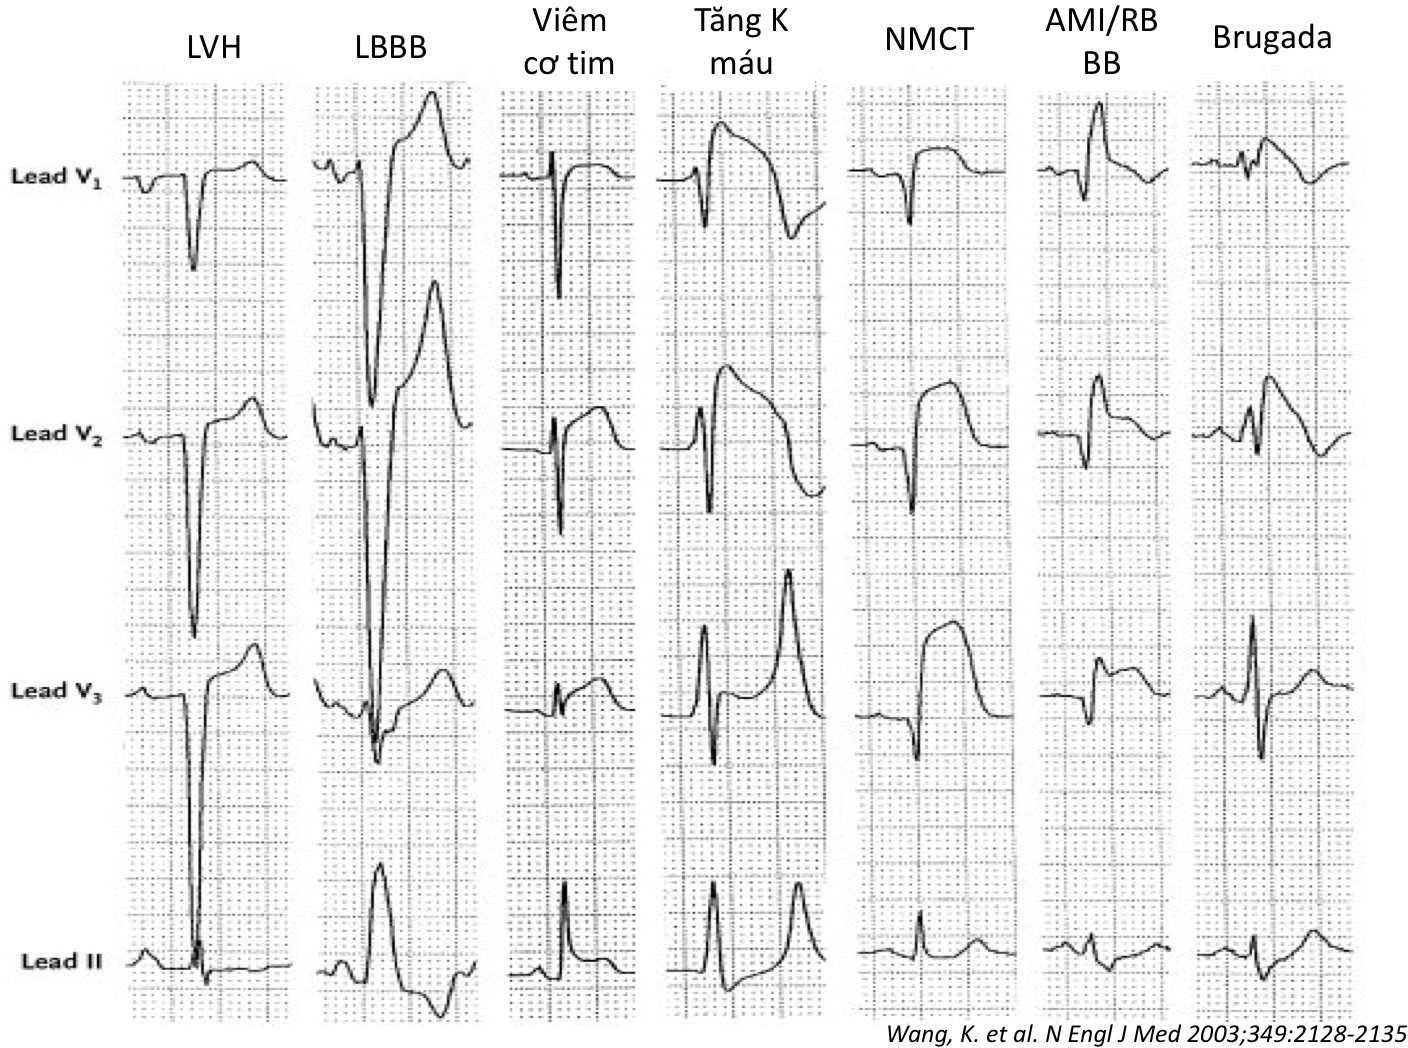 LVH
LBBB
Viêm
cơ tim
Tăng K
máu
NMCT
AMI/RB
BB
Brugada
Lead V1
Lead V2
Lead V3
Lead II
Wang, K. et al. N Engl J Med 2003;349:2128-2135